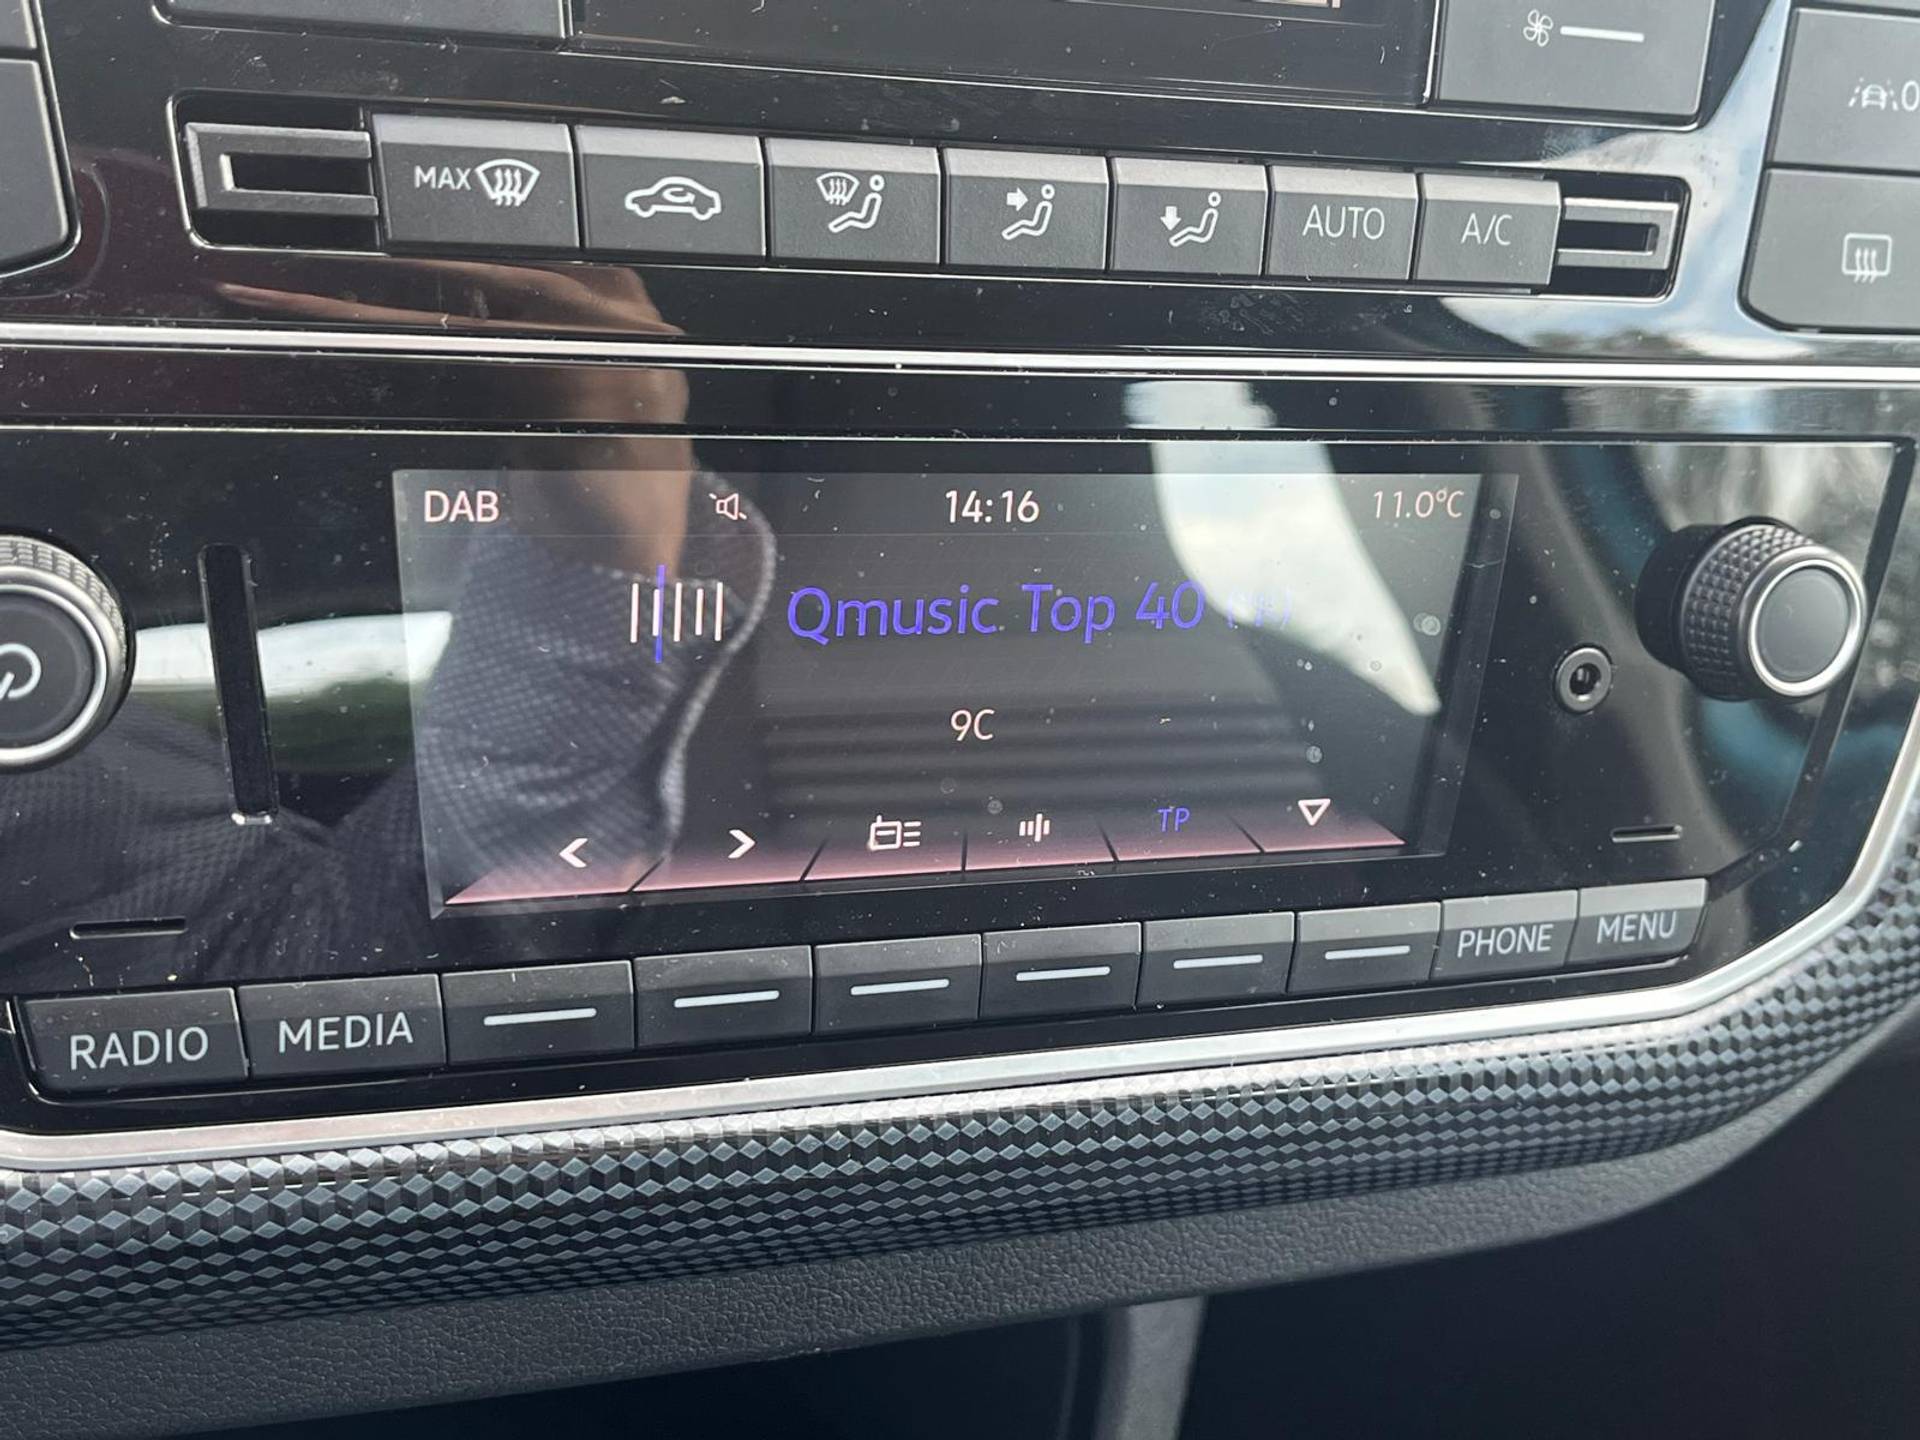 MAX
AUTO
A/C
DAB 14:16 11.0°C
Qmusic Top 40
9C
TP
RADIO MEDIA PHONE MENU